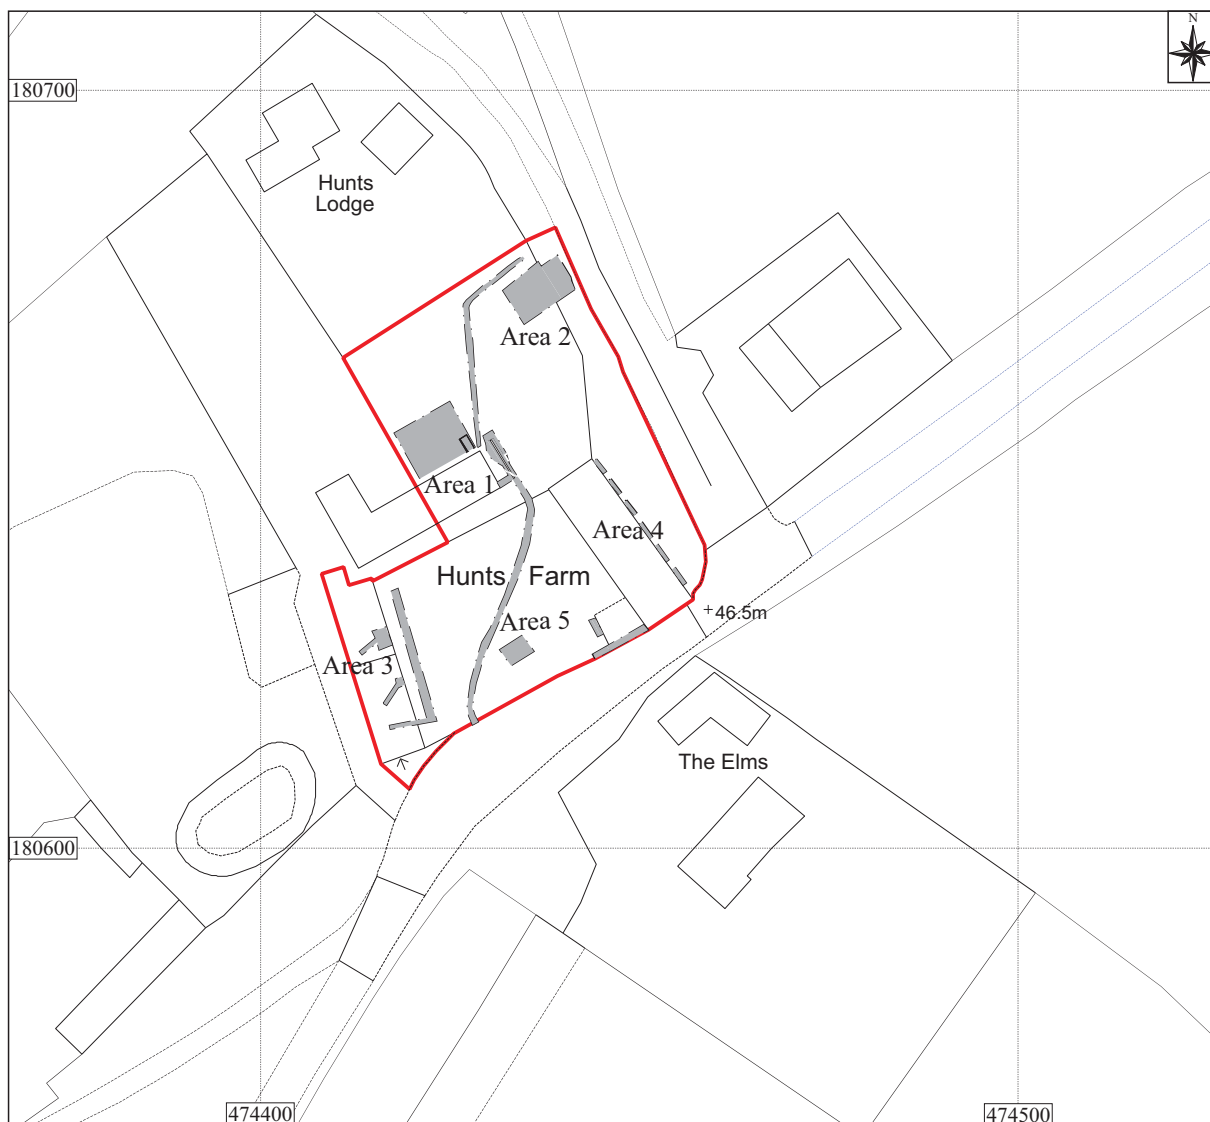 N
180700
Hunts
Lodge
Area 2
Area 1
Area 4
Hunts Farm
46.5m
Area 5
Area 3
The Elms
180600
474400
474500